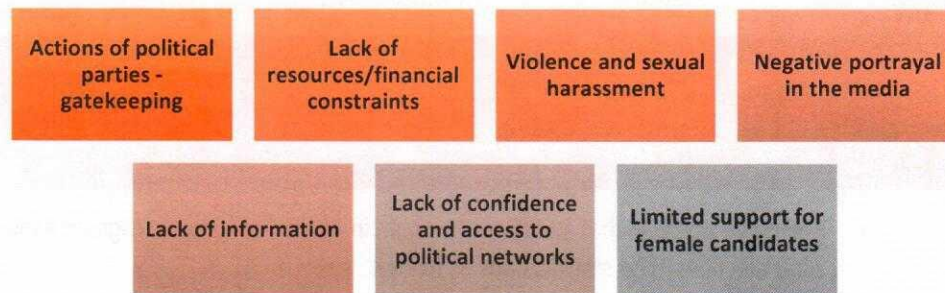 Actions of political
parties -
gatekeeping
Lack of
resources/financial
constraints
Violence and sexual
harassment
Negative portrayal
in the media
Lack of information
Lack of confidence
and access to
political networks
Limited support for
female candidates